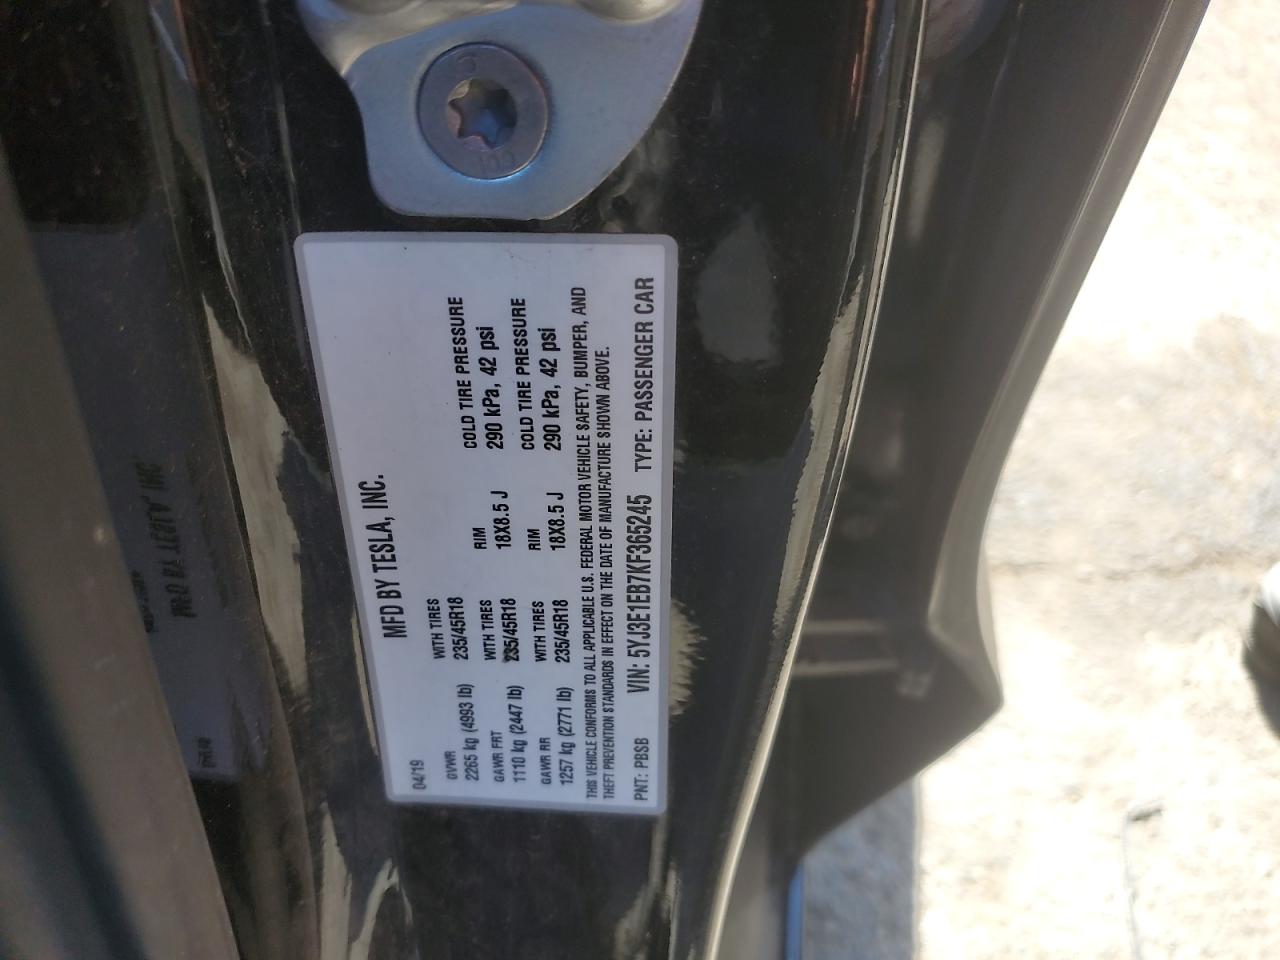 MFD BY TESLA, INC.
04/19
GVWR WITH TIRES RIM COLD TIRE PRESSURE
2265 kg (4993 lb) 235/45R18 18X8.5 J 290 kPa, 42 psi
GAWR FRT WITH TIRES RIM COLD TIRE PRESSURE
1110 kg (2447 lb) 235/45R18 18X8.5 J 290 kPa, 42 psi
GAWR RR WITH TIRES
1257 kg (2771 lb) 235/45R18
THIS VEHICLE CONFORMS TO ALL APPLICABLE U.S. FEDERAL MOTOR VEHICLE SAFETY, BUMPER, AND
THEFT PREVENTION STANDARDS IN EFFECT ON THE DATE OF MANUFACTURE SHOWN ABOVE.
PNT: PBSB VIN: 5YJ3E1EB7KF365245 TYPE: PASSENGER CAR